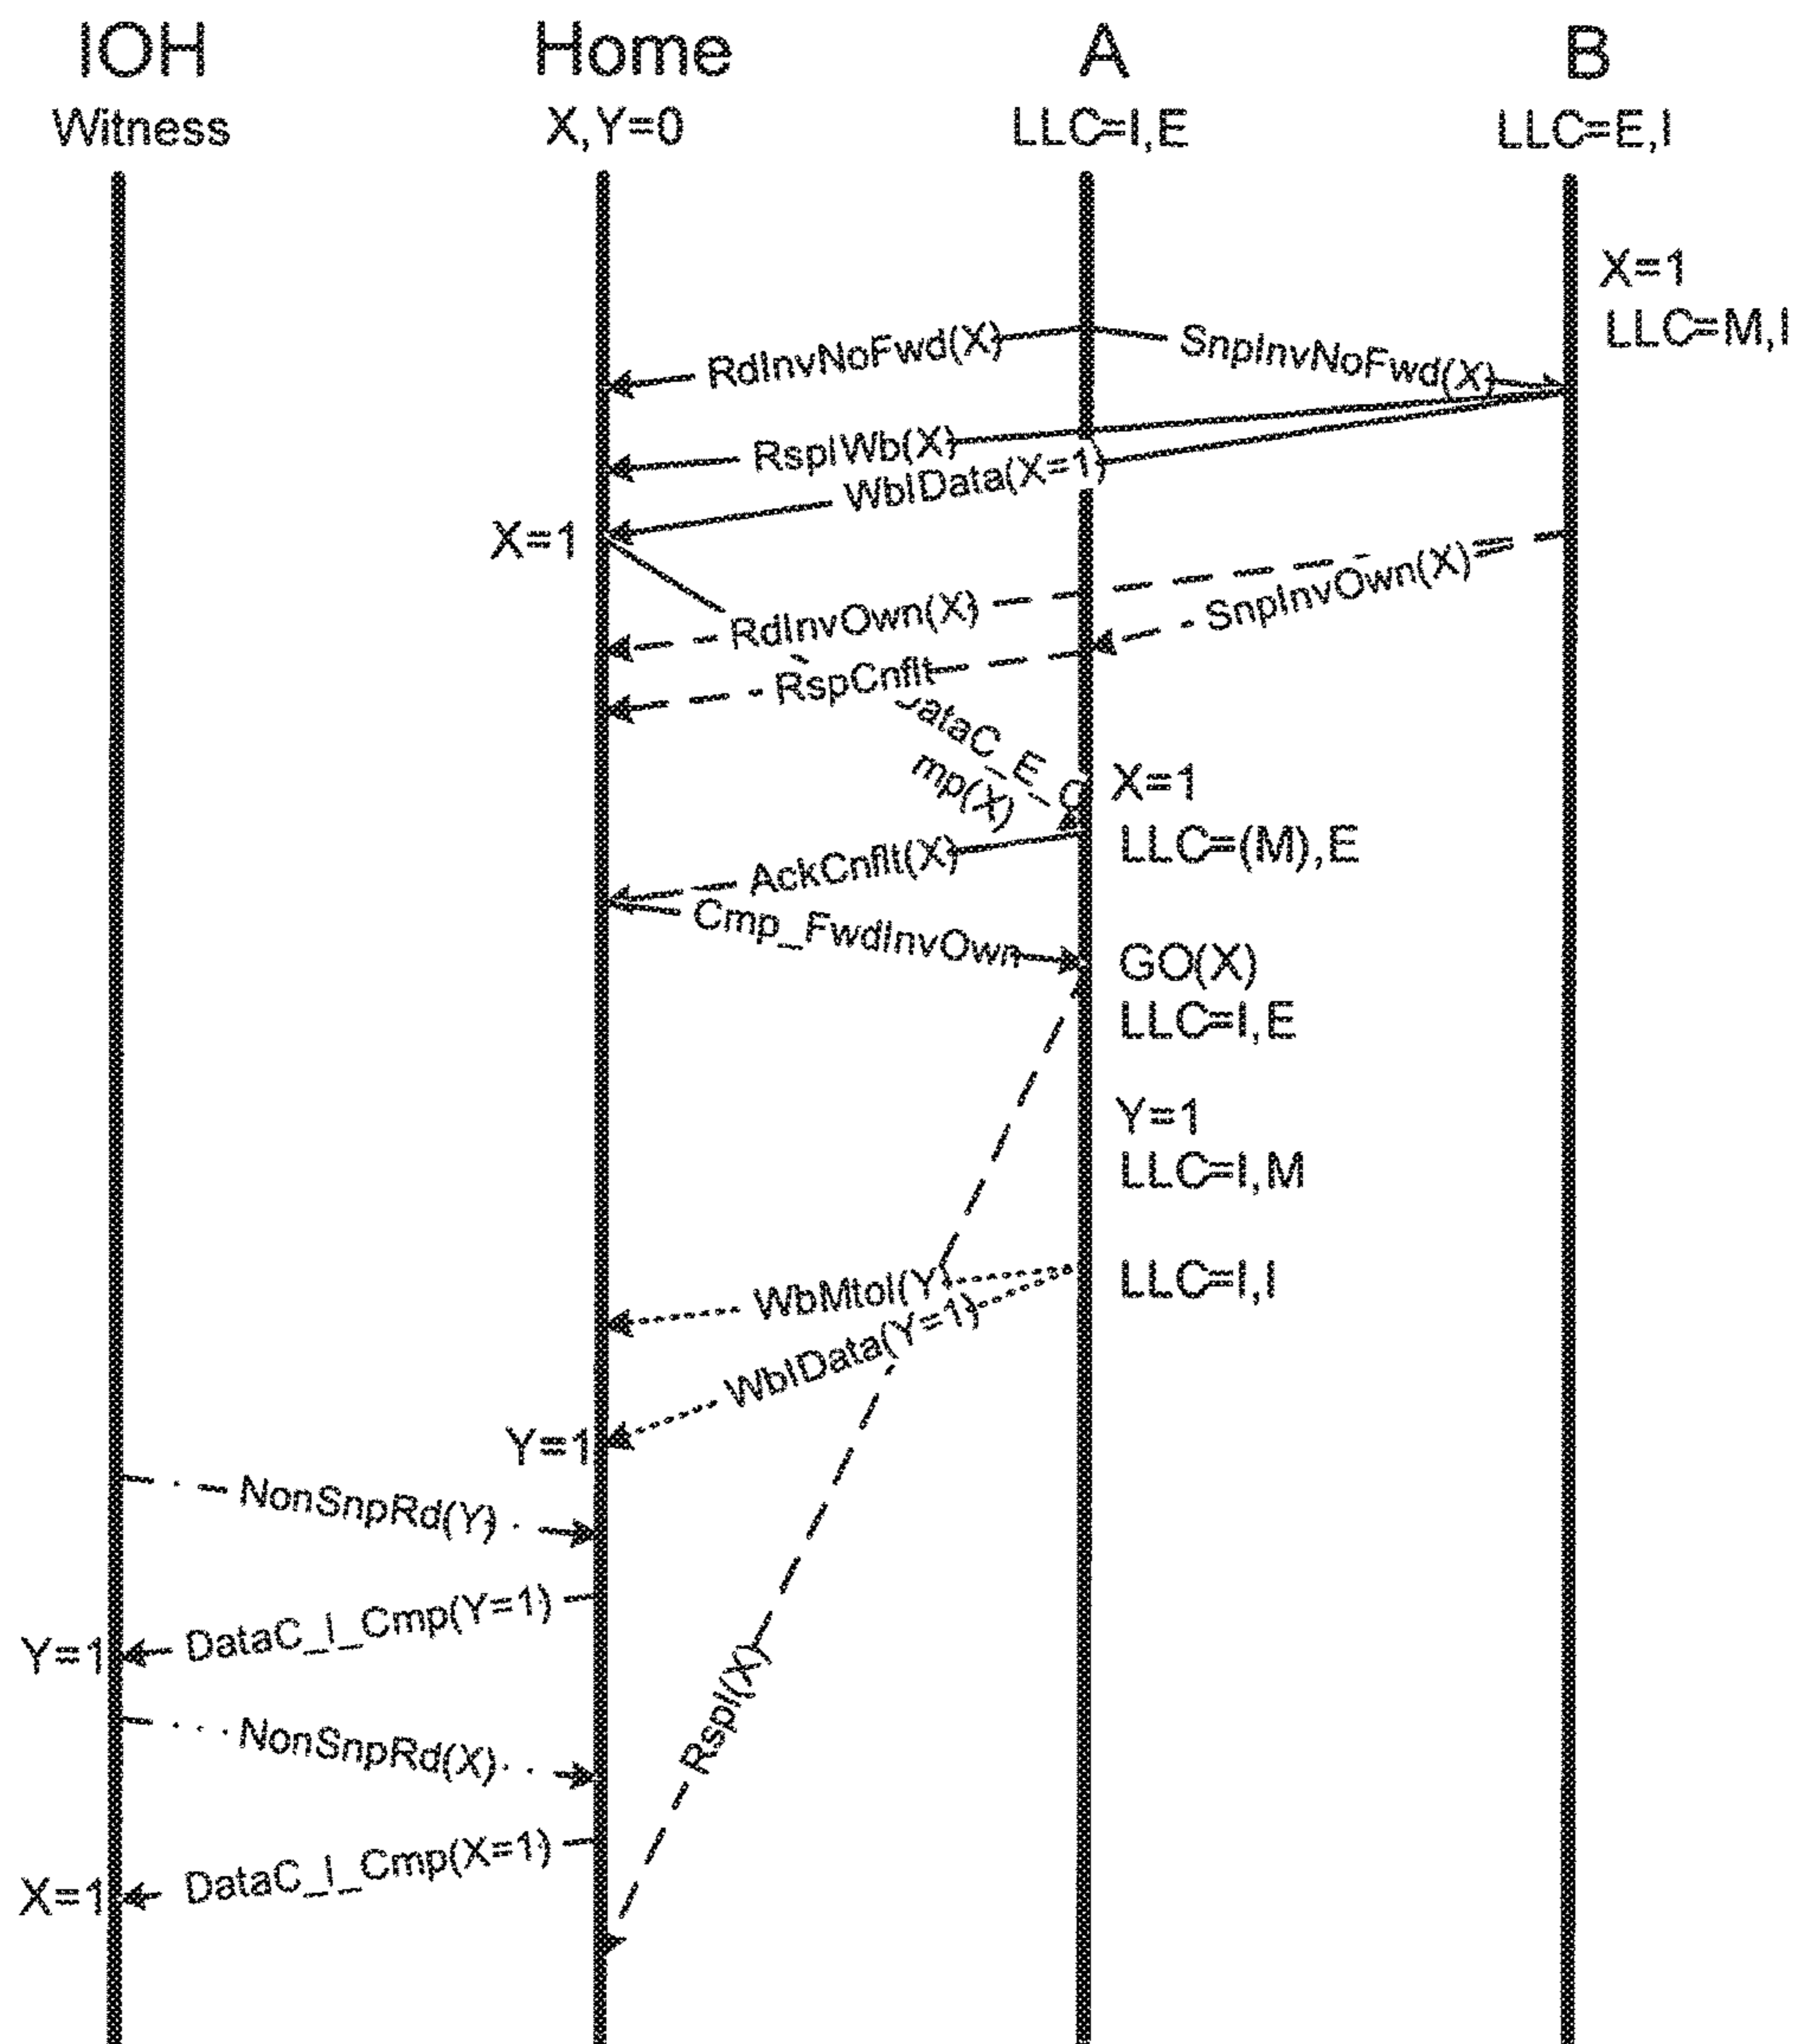 IOH
Witness
Home
X,Y=0
A
LLC=I,E
B
LLC=E,I
X=1
LLC=M,I
RdInvNoFwd(X)
SnpInvNoFwd(X)
RspIWb(X)
WbIData(X=1)
X=1
RdInvOwn(X)
SnpInvOwn(X)
RspCnflt
DataC_E_C
mp(X)
X=1
LLC=(M),E
AckCnflt(X)
Cmp_FwdInvOwn
GO(X)
LLC=I,E
Y=1
LLC=I,M
WbMtoI(Y)
LLC=I,I
WbIData(Y=1)
Y=1
NonSnpRd(Y)
DataC_I_Cmp(Y=1)
Y=1
RspI(X)
NonSnpRd(X)
DataC_I_Cmp(X=1)
X=1